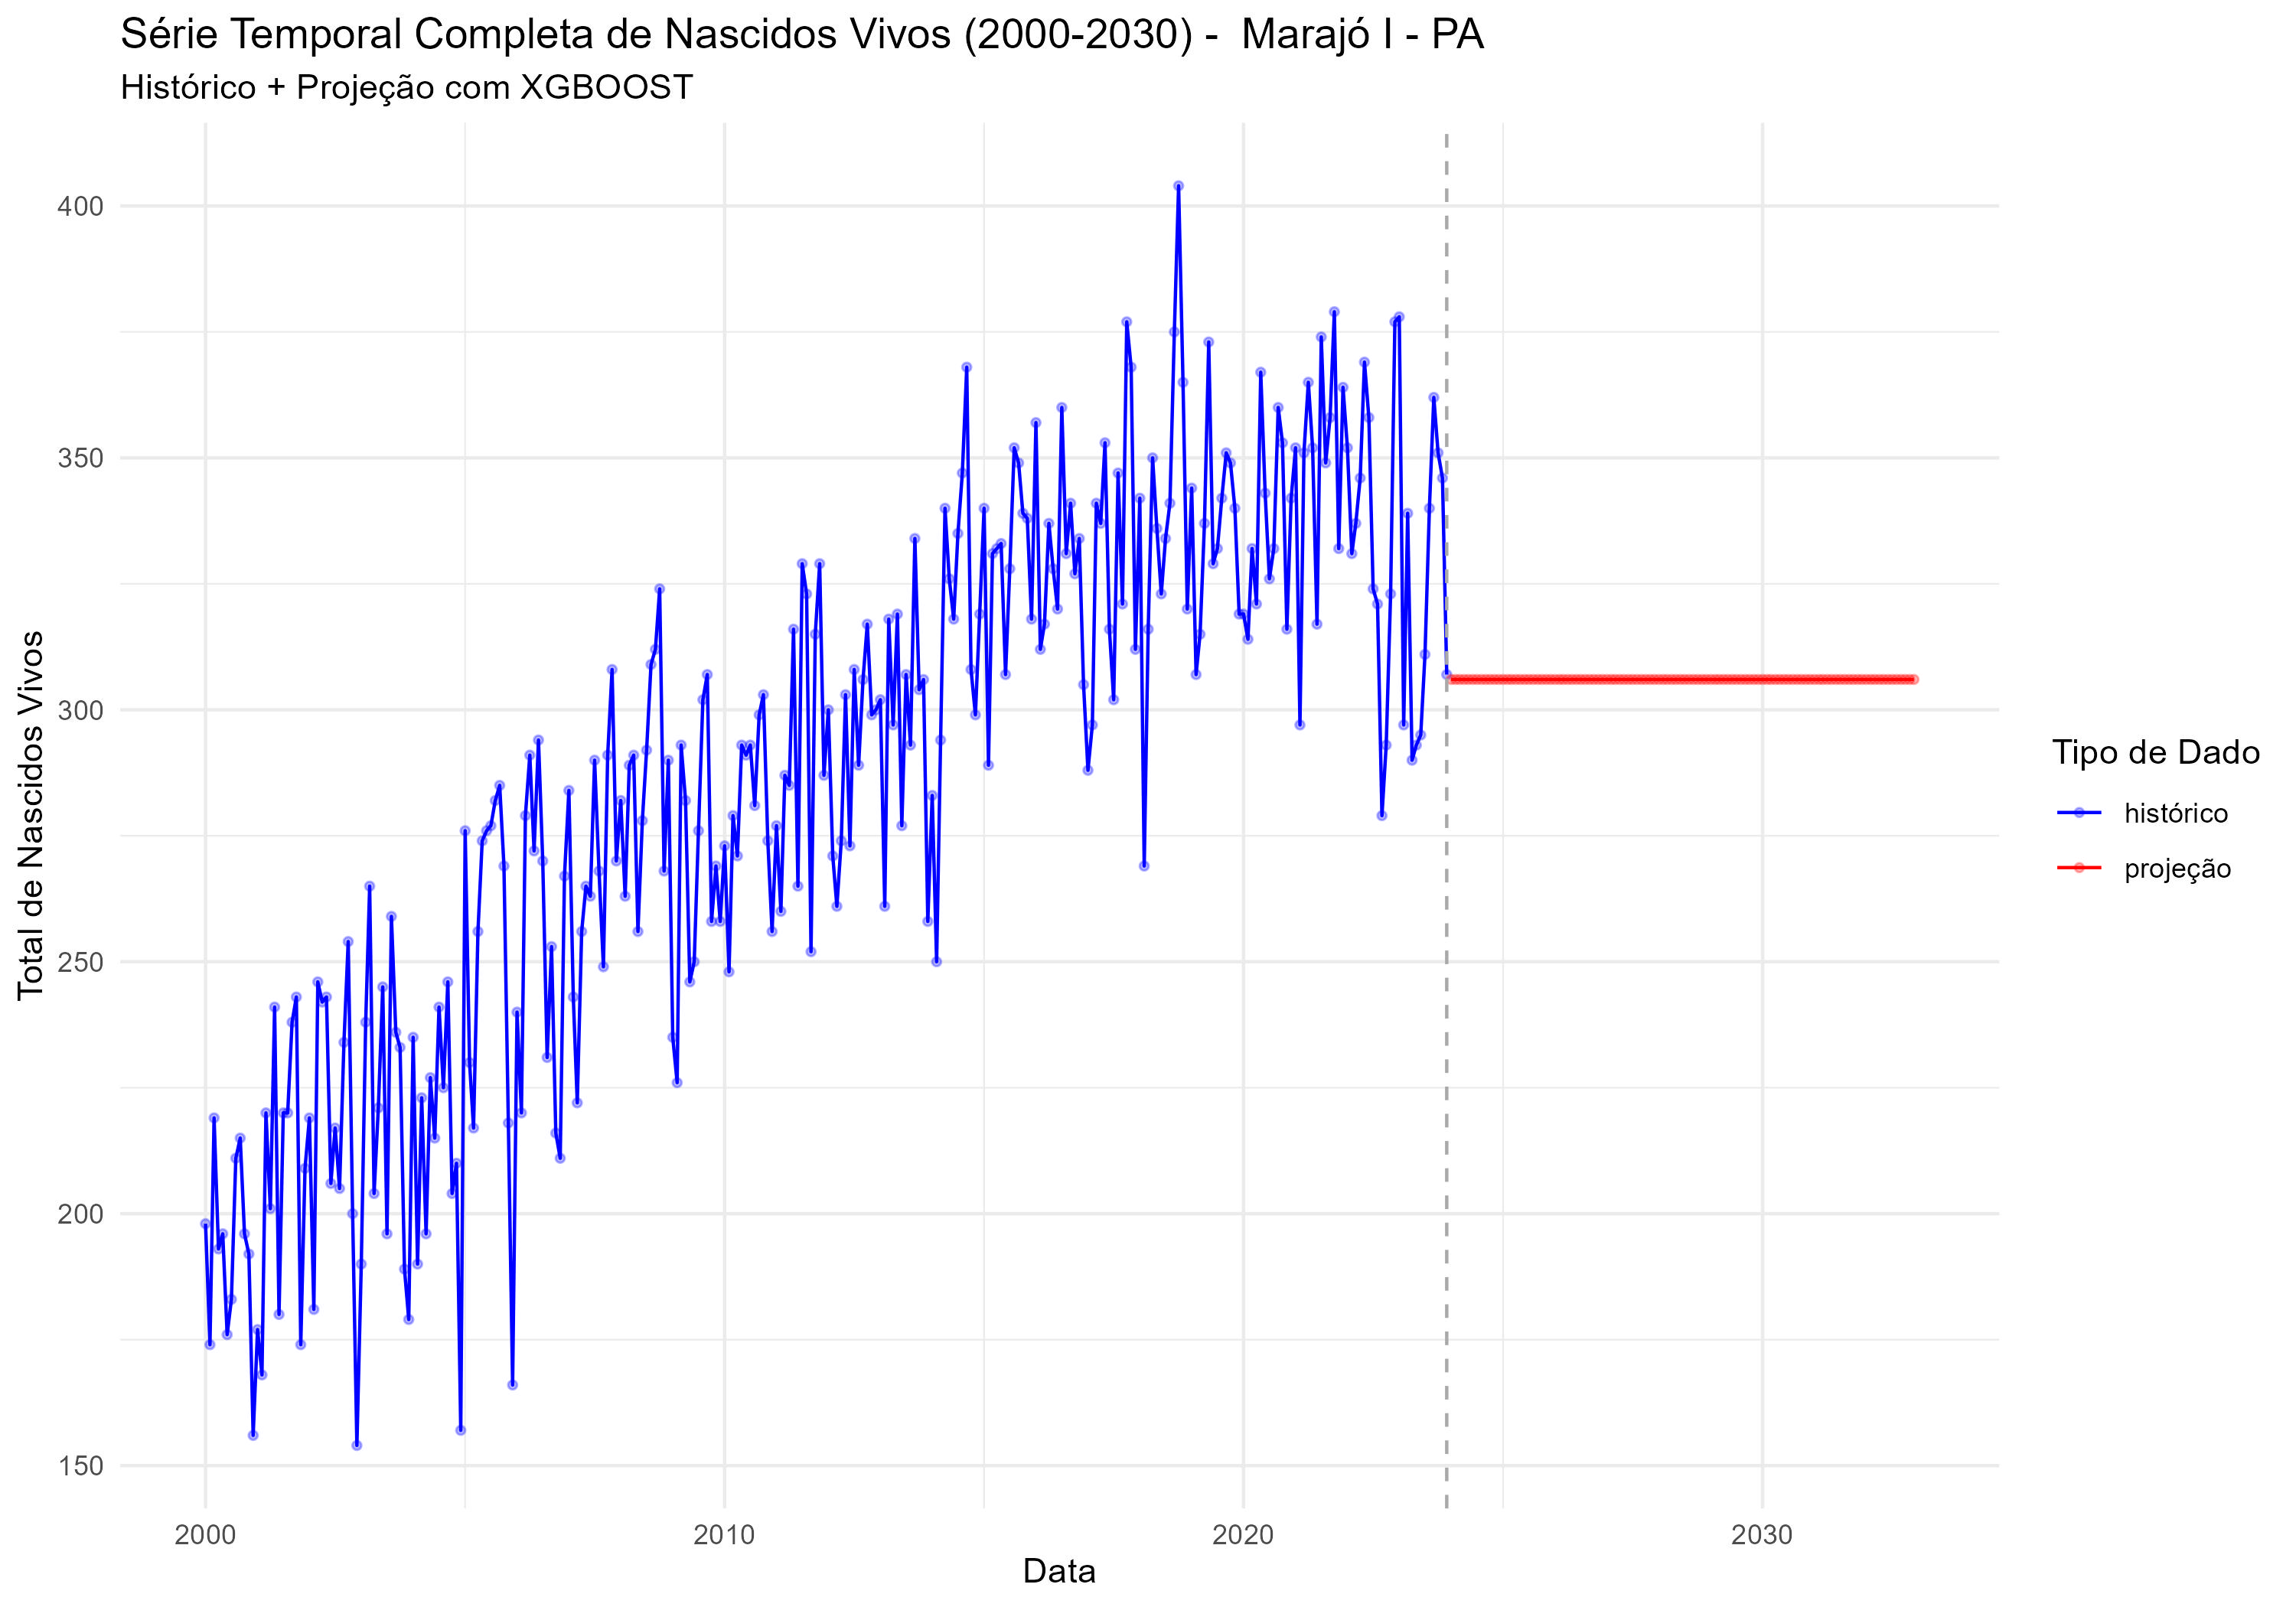 Série Temporal Completa de Nascidos Vivos (2000-2030) -  Marajó I - PA
Histórico + Projeção com XGBOOST
Total de Nascidos Vivos
400
350
300
250
200
150
2000
2010
2020
2030
Data
Tipo de Dado
histórico
projeção